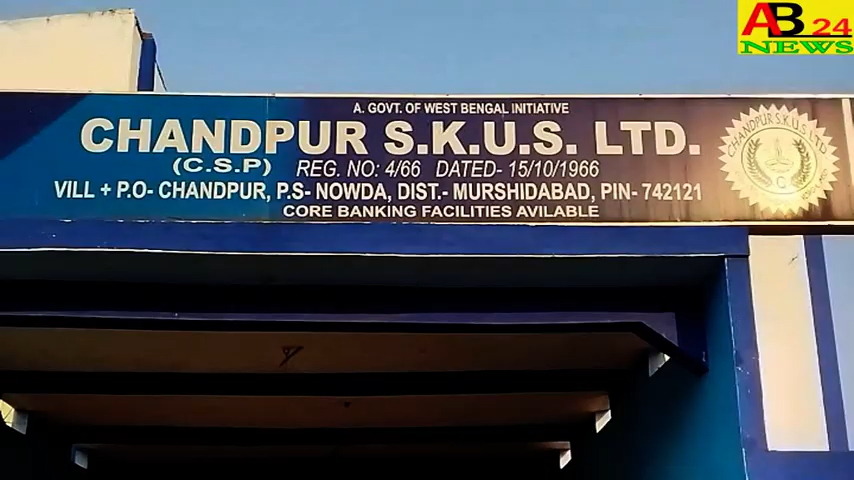 AB 24
NEWS
A. GOVT. OF WEST BENGAL INITIATIVE
CHANDPUR S.K.U.S. LTD.
(C.S.P) REG. NO: 4/66 DATED- 15/10/1966
VILL + P.O- CHANDPUR, P.S- NOWDA, DIST.- MURSHIDABAD, PIN- 742121
CORE BANKING FACILITIES AVILABLE
CHANDPUR S.K.U.S LTD